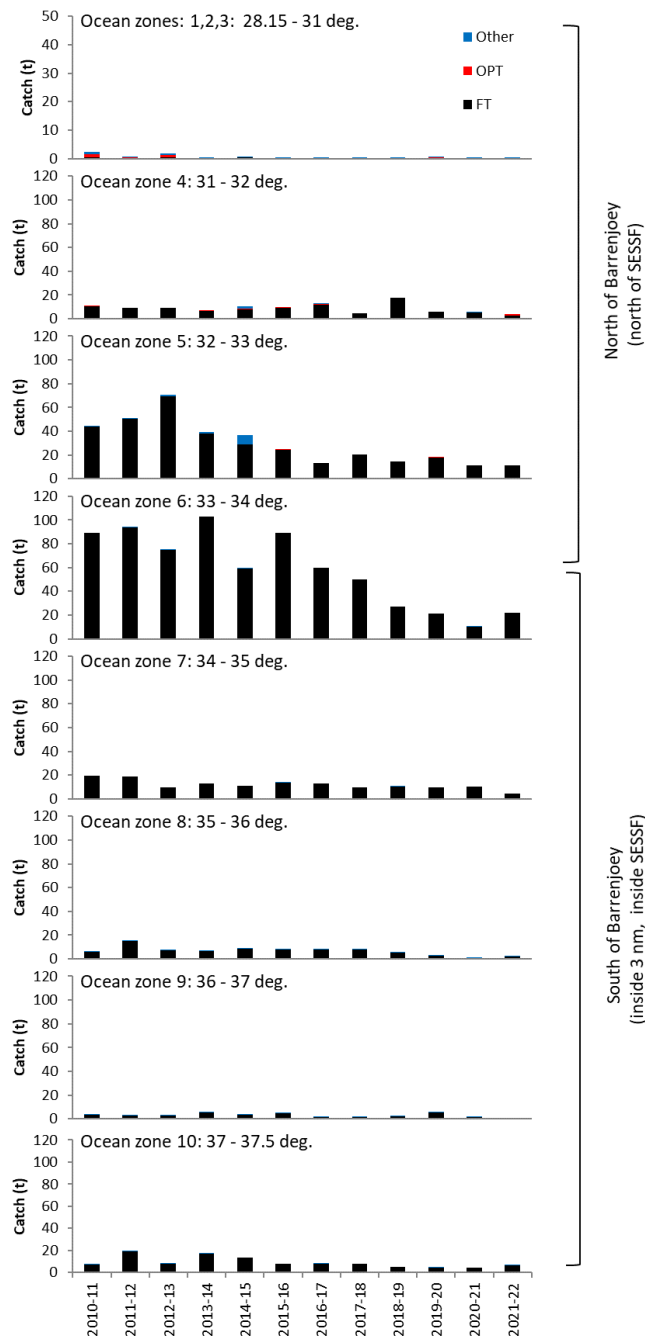 Ocean zones: 1,2,3: 28.15 - 31 deg.
Other
OPT
FT
Catch (t)
50
40
30
20
10
0
Ocean zone 4: 31 - 32 deg.
Catch (t)
120
100
80
60
40
20
0
Ocean zone 5: 32 - 33 deg.
Catch (t)
120
100
80
60
40
20
0
Ocean zone 6: 33 - 34 deg.
Catch (t)
120
100
80
60
40
20
0
Ocean zone 7: 34 - 35 deg.
Catch (t)
120
100
80
60
40
20
0
Ocean zone 8: 35 - 36 deg.
Catch (t)
120
100
80
60
40
20
0
Ocean zone 9: 36 - 37 deg.
Catch (t)
120
100
80
60
40
20
0
Ocean zone 10: 37 - 37.5 deg.
Catch (t)
120
100
80
60
40
20
0
2010-11
2011-12
2012-13
2013-14
2014-15
2015-16
2016-17
2017-18
2018-19
2019-20
2020-21
2021-22
North of Barrenjoey
(north of SESSF)
South of Barrenjoey
(inside 3 nm, inside SESSF)